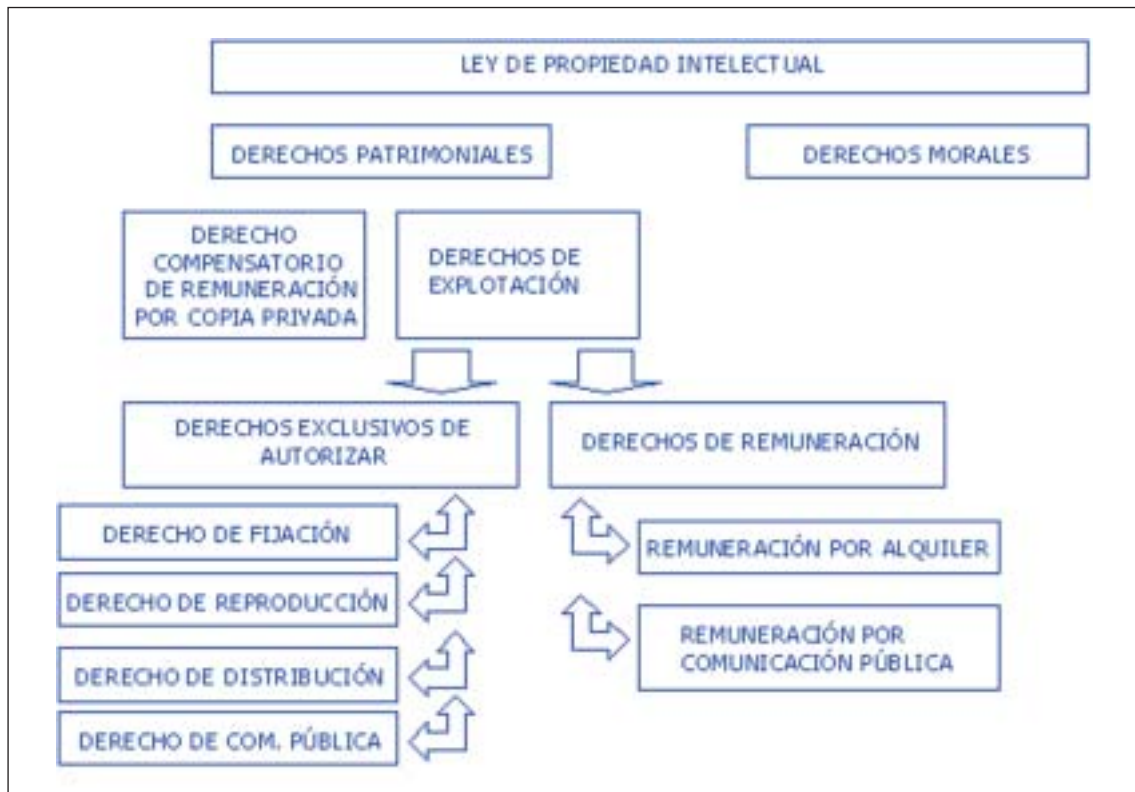 LEY DE PROPIEDAD INTELECTUAL
DERECHOS PATRIMONIALES
DERECHOS MORALES
DERECHO
COMPENSATORIO
DE REMUNERACIÓN
POR COPIA PRIVADA
DERECHOS DE
EXPLOTACIÓN
DERECHOS EXCLUSIVOS DE
AUTORIZAR
DERECHOS DE REMUNERACIÓN
DERECHO DE FIJACIÓN
DERECHO DE REPRODUCCIÓN
DERECHO DE DISTRIBUCIÓN
DERECHO DE COM. PÚBLICA
REMUNERACIÓN POR ALQUILER
REMUNERACIÓN POR
COMUNICACIÓN PÚBLICA